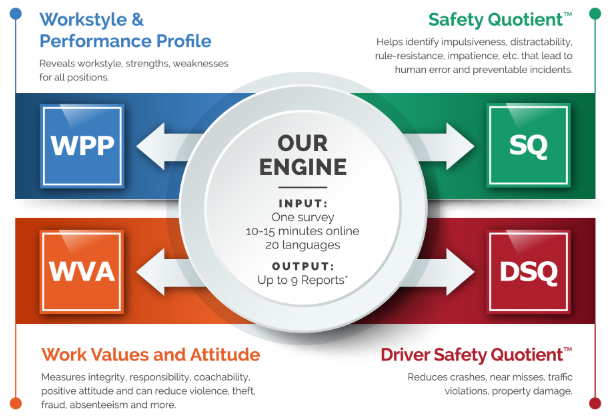 Workstyle &
Performance Profile
Reveals workstyle, strengths, weaknesses
for all positions.
Safety Quotient™
Helps identify impulsiveness, distractability,
rule-resistance, impatience, etc. that lead to
human error and preventable incidents.
WPP
SQ
OUR
ENGINE
INPUT:
One survey
10-15 minutes online
20 languages
OUTPUT:
Up to 9 Reports*
WVA
DSQ
Work Values and Attitude
Measures integrity, responsibility, coachability,
positive attitude and can reduce violence, theft,
fraud, absenteeism and more.
Driver Safety Quotient™
Reduces crashes, near misses, traffic
violations, property damage.